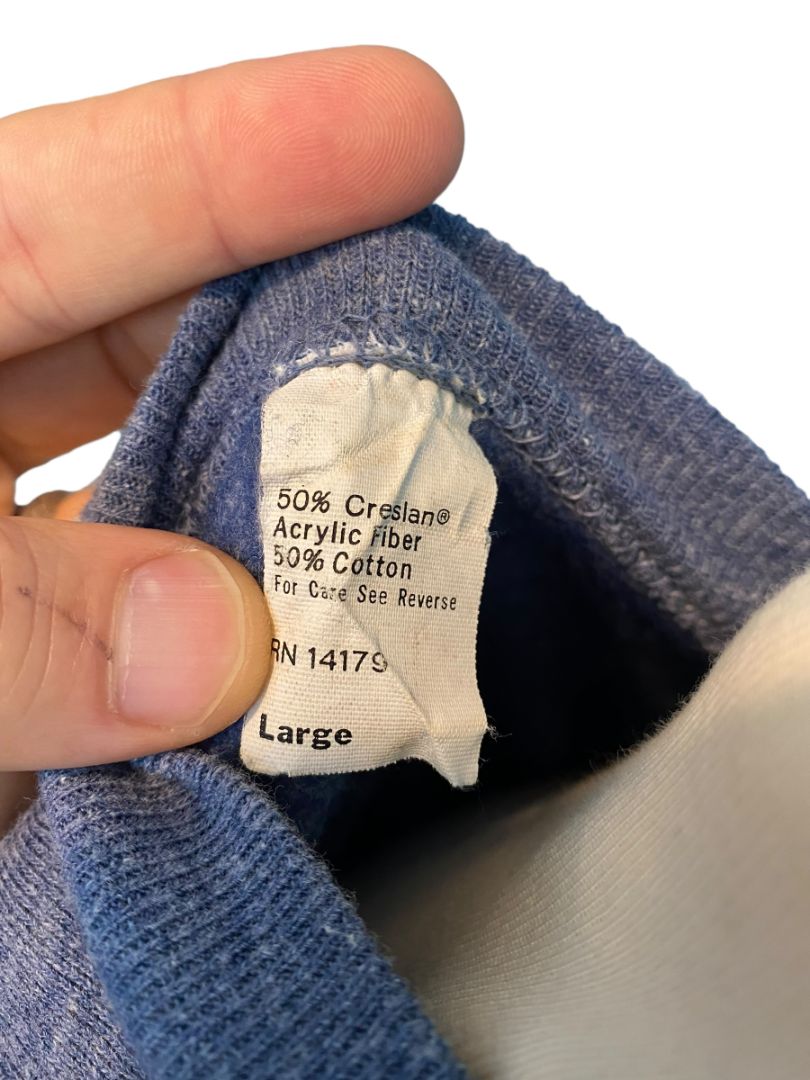 50% Creslan®
Acrylic Fiber
50% Cotton
For Care See Reverse
RN 14179
Large